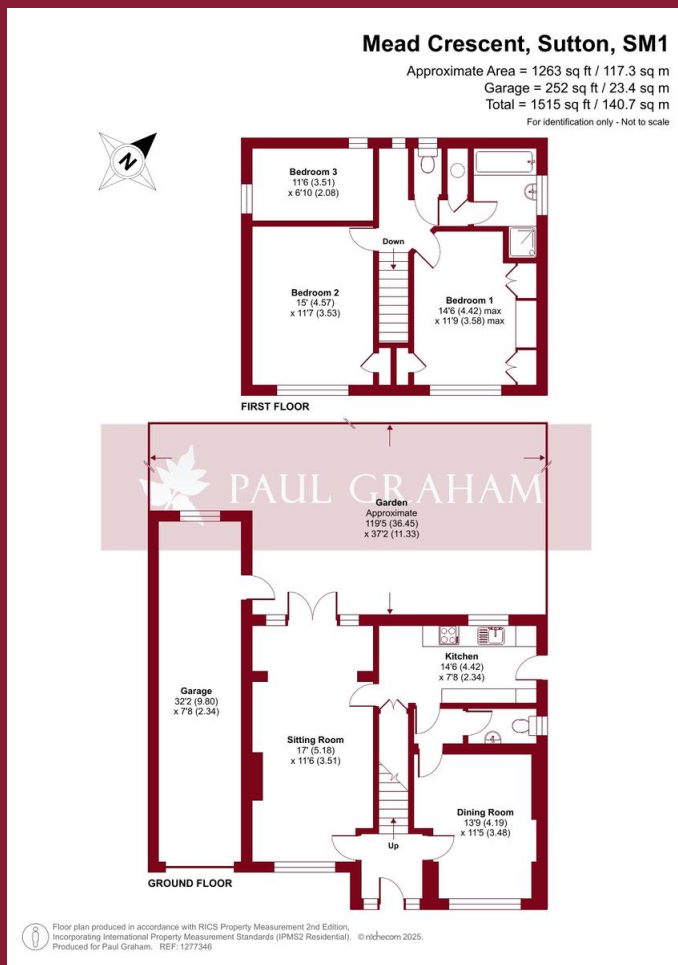 Mead Crescent, Sutton, SM1
Approximate Area = 1263 sq ft / 117.3 sq m
Garage = 252 sq ft / 23.4 sq m
Total = 1515 sq ft / 140.7 sq m
For identification only - Not to scale
N
Bedroom 3
11'6 (3.51)
x 6'10 (2.08)
Down
Bedroom 2
15' (4.57)
x 11'7 (3.53)
Bedroom 1
14'6 (4.42) max
x 11'9 (3.58) max
FIRST FLOOR
PAUL GRAHAM
Garden
Approximate
119'5 (36.45)
x 37'2 (11.33)
Kitchen
14'6 (4.42)
x 7'8 (2.34)
Garage
32'2 (9.80)
x 7'8 (2.34)
Sitting Room
17' (5.18)
x 11'6 (3.51)
Dining Room
13'9 (4.19)
x 11'5 (3.48)
Up
GROUND FLOOR
Floor plan produced in accordance with RICS Property Measurement 2nd Edition,
Incorporating International Property Measurement Standards (IPMS2 Residential). © nichecom 2025.
Produced for Paul Graham. REF: 1277346